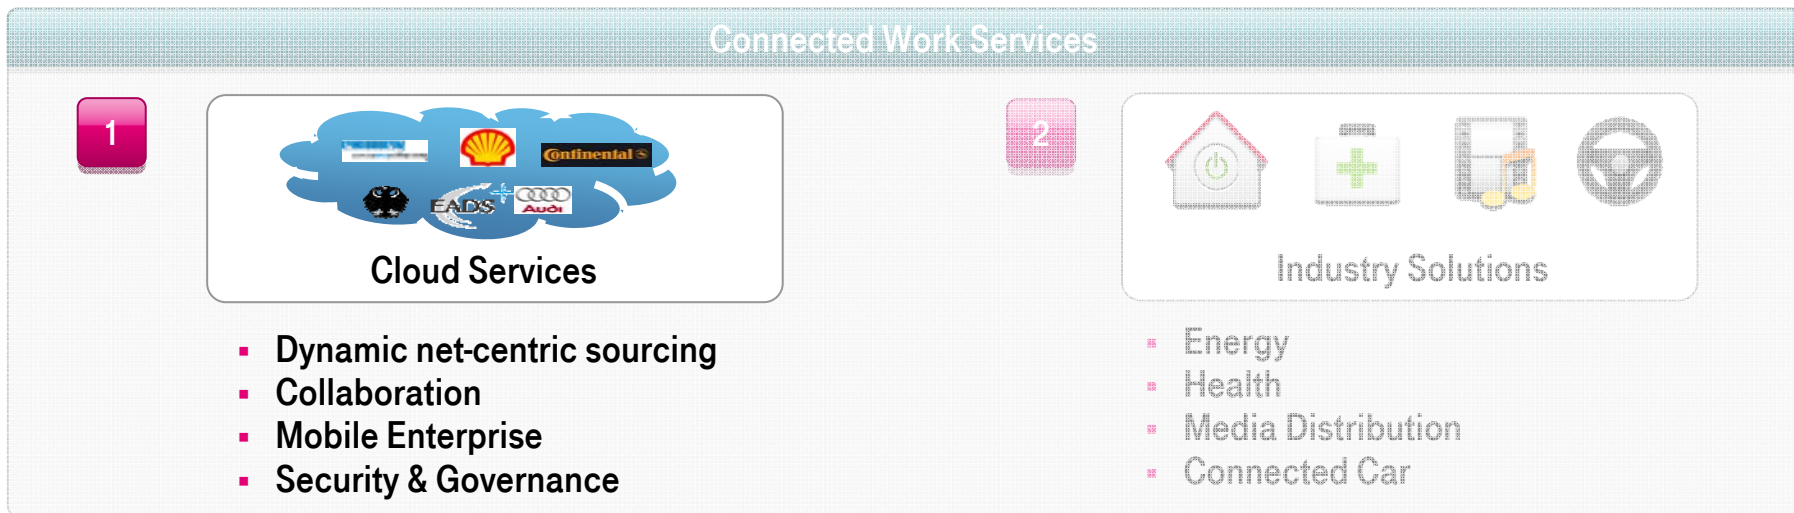 Connected Work Services
1
Continental
EADS
Audi
Cloud Services
Dynamic net-centric sourcing
Collaboration
Mobile Enterprise
Security & Governance
2
Industry Solutions
Energy
Health
Media Distribution
Connected Car